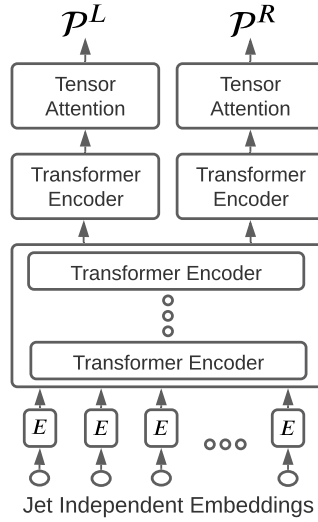 𝒫^L 𝒫^R
Tensor Attention Tensor Attention
Transformer Encoder Transformer Encoder
Transformer Encoder
Transformer Encoder
E E E E
Jet Independent Embeddings